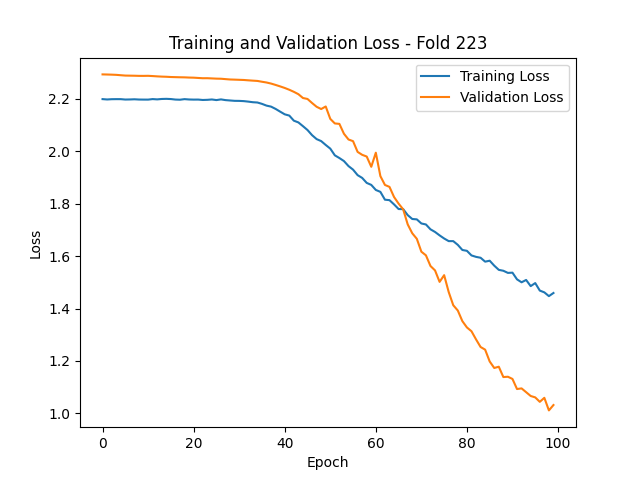 Training and Validation Loss - Fold 223
Training Loss
Validation Loss
2.2
2.0
1.8
1.6
1.4
1.2
1.0
Loss
0 20 40 60 80 100
Epoch